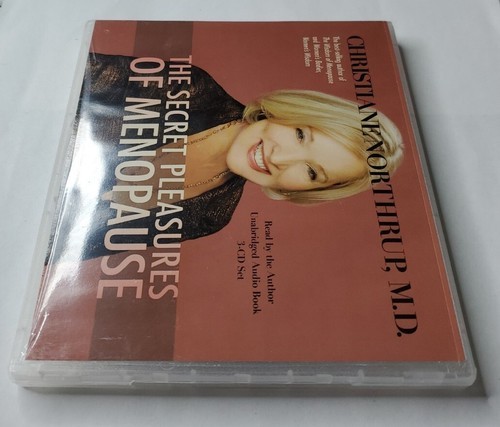 CHRISTIANE NORTHRUP, M.D.
The best-selling author of
The Wisdom of Menopause
and Women's Bodies,
Women's Wisdom
Read by the Author
Unabridged Audio Book
3-CD Set
THE SECRET PLEASURES
OF MENOPAUSE